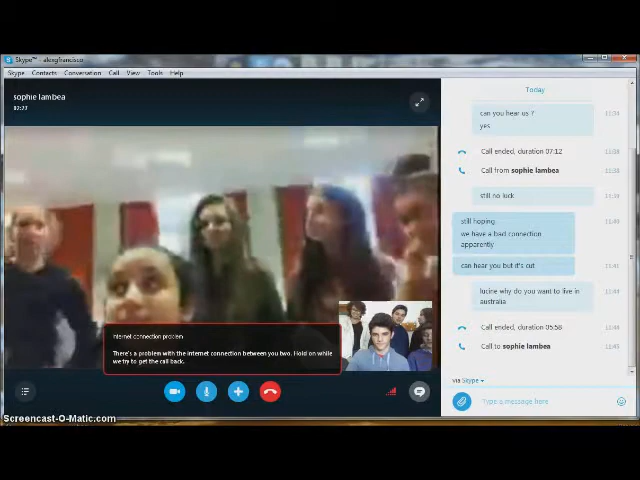 Skype™ - alexgfrancisco
Skype Contacts Conversation Call View Tools Help
sophie lambea
07:27
Internet connection problem
There's a problem with the internet connection between you two. Hold on while
we try to get the call back.
Today
can you hear us ?
yes
11:34
Call ended, duration 07:12
11:38
Call from sophie lambea
11:38
still no luck
11:39
still hoping
we have a bad connection
apparently
11:40
can hear you but it's cut
11:41
lucine why do you want to live in
australia
11:44
Call ended, duration 05:58
11:44
Call to sophie lambea
11:45
via Skype
Type a message here
Screencast-O-Matic.com